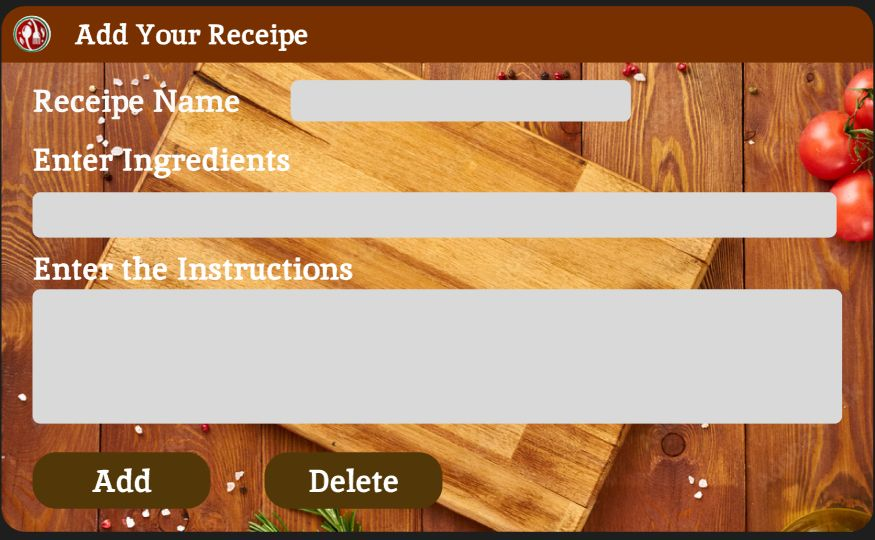 Add Your Receipe
Receipe Name
Enter Ingredients
Enter the Instructions
Add Delete